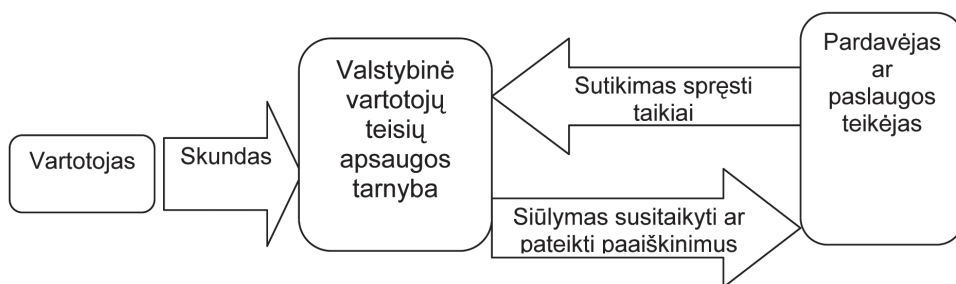 Vartotojas
Skundas
Valstybinė
vartotojų
teisių
apsaugos
tarnyba
Sutikimas spręsti
taikiai
Siūlymas susitaikyti ar
pateikti paaiškinimus
Pardavėjas
ar
paslaugos
teikėjas